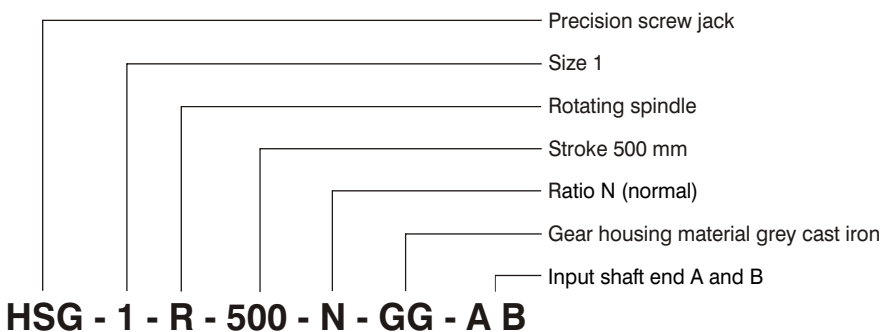 Precision screw jack
Size 1
Rotating spindle
Stroke 500 mm
Ratio N (normal)
Gear housing material grey cast iron
Input shaft end A and B
HSG - 1 - R - 500 - N - GG - A B